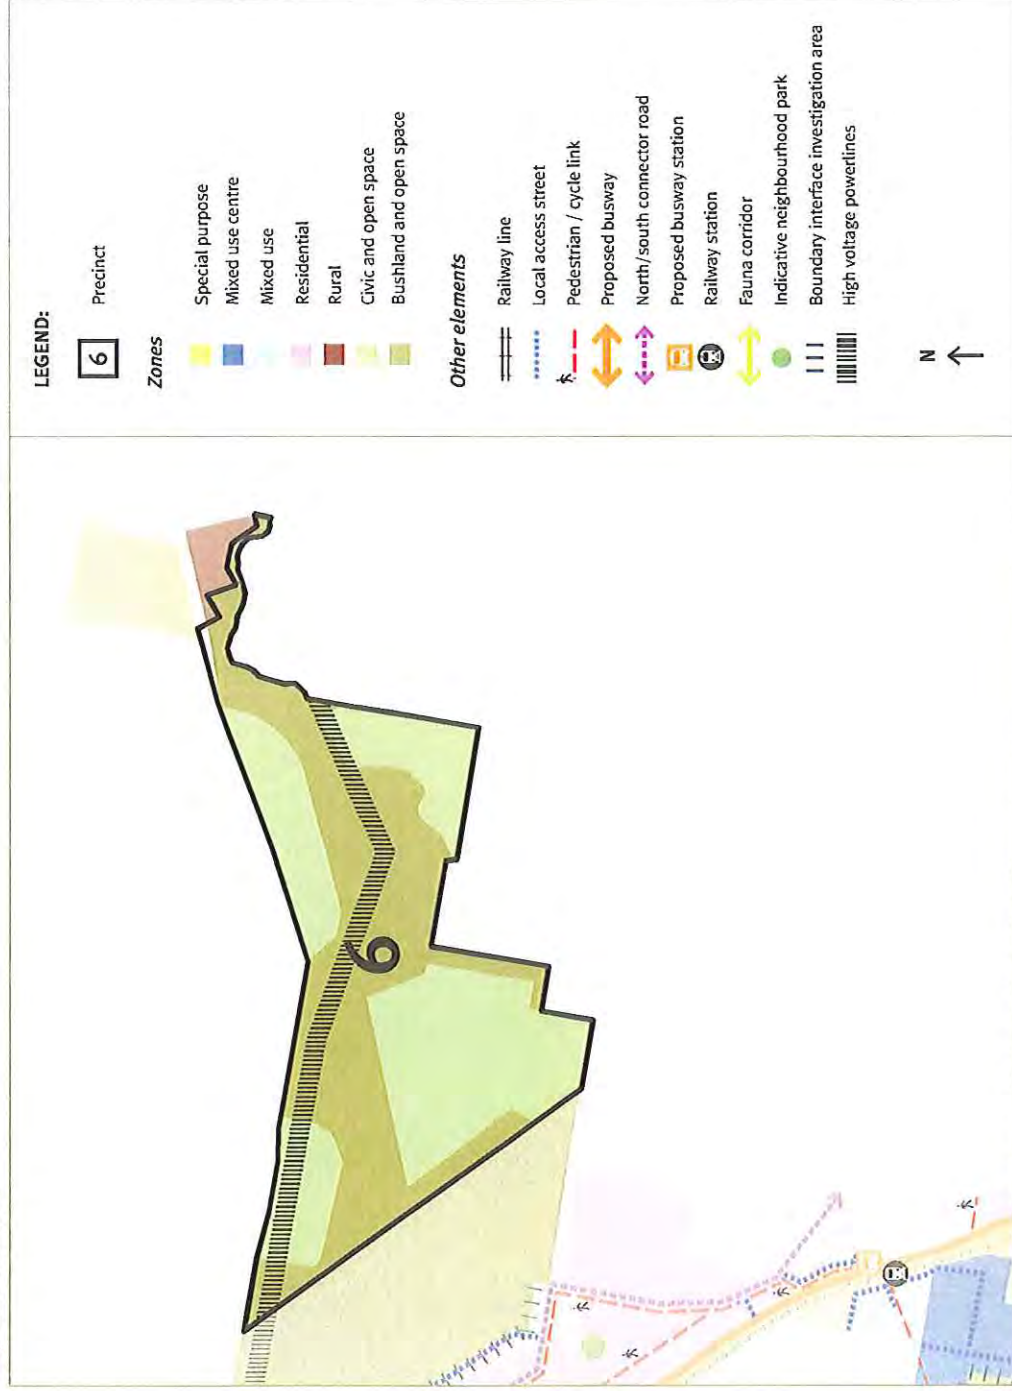 LEGEND:
6 Precinct
Zones
Special purpose
Mixed use centre
Mixed use
Residential
Rural
Civic and open space
Bushland and open space
Other elements
Railway line
Local access street
Pedestrian / cycle link
Proposed busway
North/south connector road
Proposed busway station
Railway station
Fauna corridor
Indicative neighbourhood park
Boundary interface investigation area
High voltage powerlines
N
6